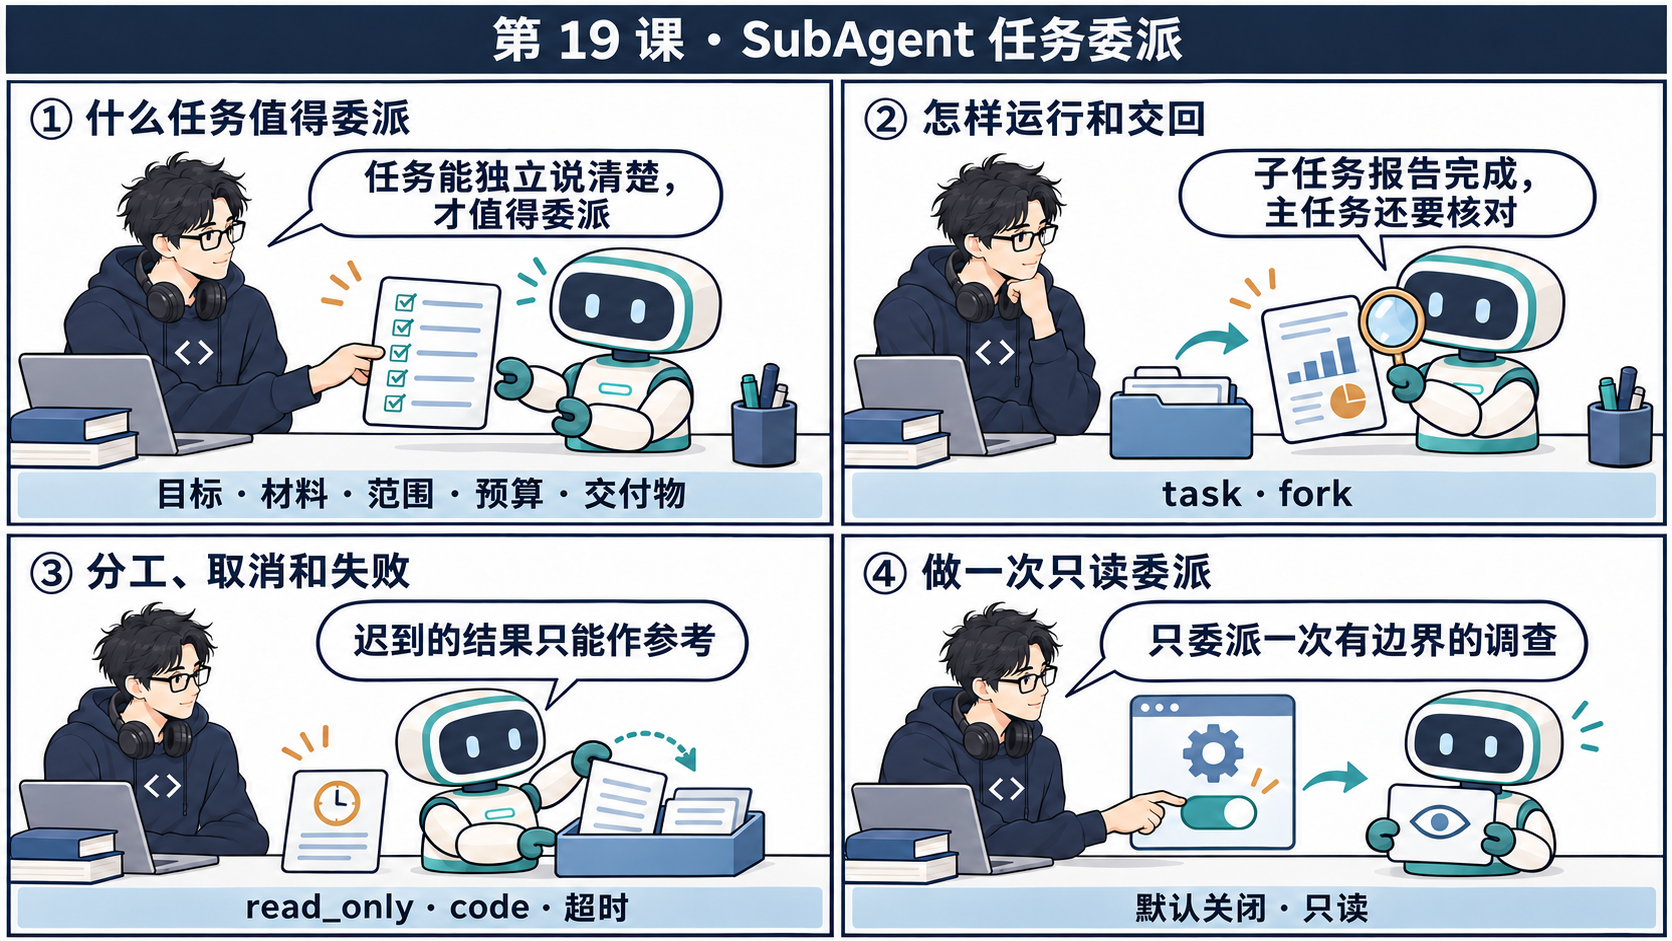 第 19 课 · SubAgent 任务委派
① 什么任务值得委派
任务能独立说清楚，
才值得委派
目标 · 材料 · 范围 · 预算 · 交付物
② 怎样运行和交回
子任务报告完成，
主任务还要核对
task · fork
③ 分工、取消和失败
迟到的结果只能作参考
read_only · code · 超时
④ 做一次只读委派
只委派一次有边界的调查
默认关闭 · 只读